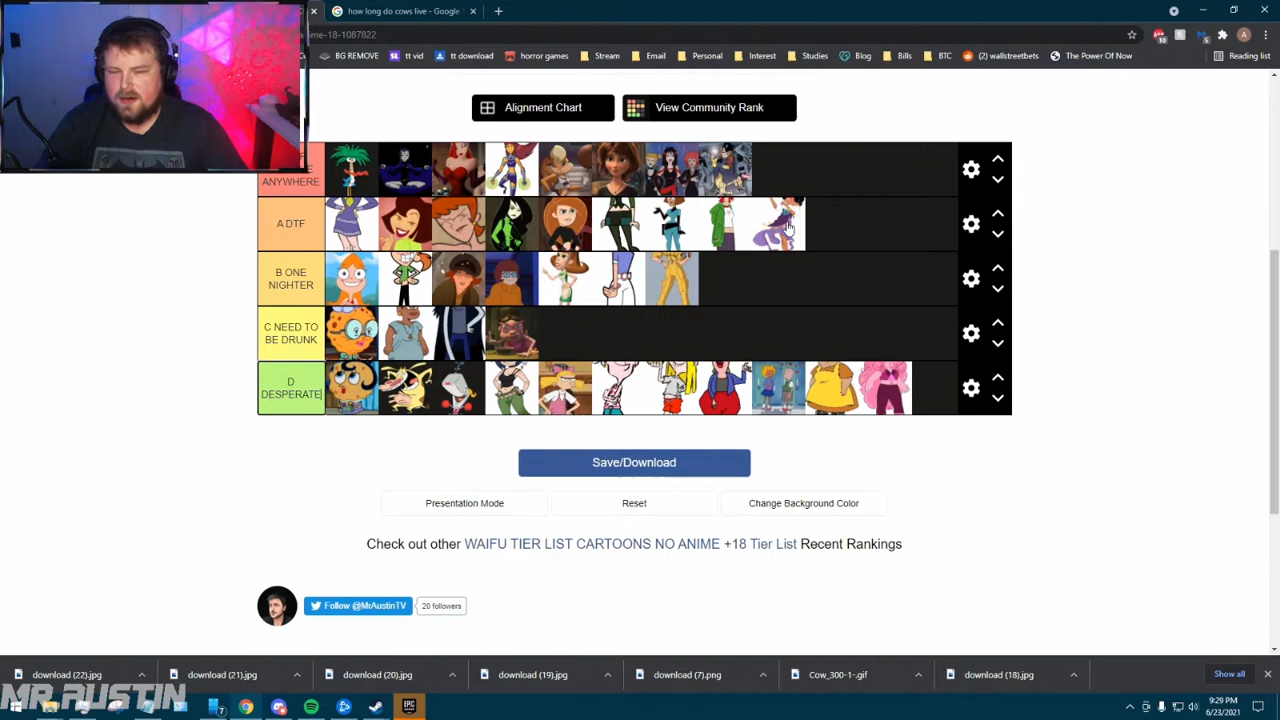 how long do cows live - Google
ime-18-1087822
BG REMOVE
tt vid
tt download
horror games
Stream
Email
Personal
Interest
Studies
Blog
Bills
BTC
(2) wallstreetbets
The Power Of Now
Reading list
Alignment Chart
View Community Rank
ANYWHERE
A DTF
B ONE
NIGHTER
C NEED TO
BE DRUNK
D
DESPERATE
Save/Download
Presentation Mode
Reset
Change Background Color
Check out other WAIFU TIER LIST CARTOONS NO ANIME +18 Tier List Recent Rankings
Follow @MrAustinTV
20 followers
download (22).jpg
download (21).jpg
download (20).jpg
download (19).jpg
download (7).png
Cow_300-1-.gif
download (18).jpg
Show all
MR.AUSTIN
EPIC
9:29 PM
6/23/2021